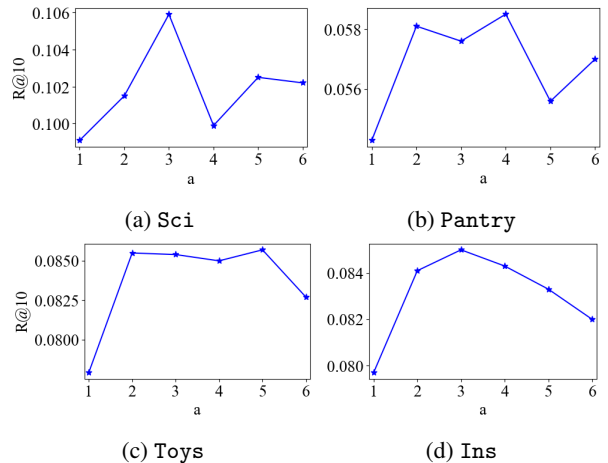 0.106
0.104
0.102
0.100
R@10
1 2 3 4 5 6
a
(a) Sci
0.058
0.056
1 2 3 4 5 6
a
(b) Pantry
0.0850
0.0825
0.0800
R@10
1 2 3 4 5 6
a
(c) Toys
0.084
0.082
0.080
1 2 3 4 5 6
a
(d) Ins